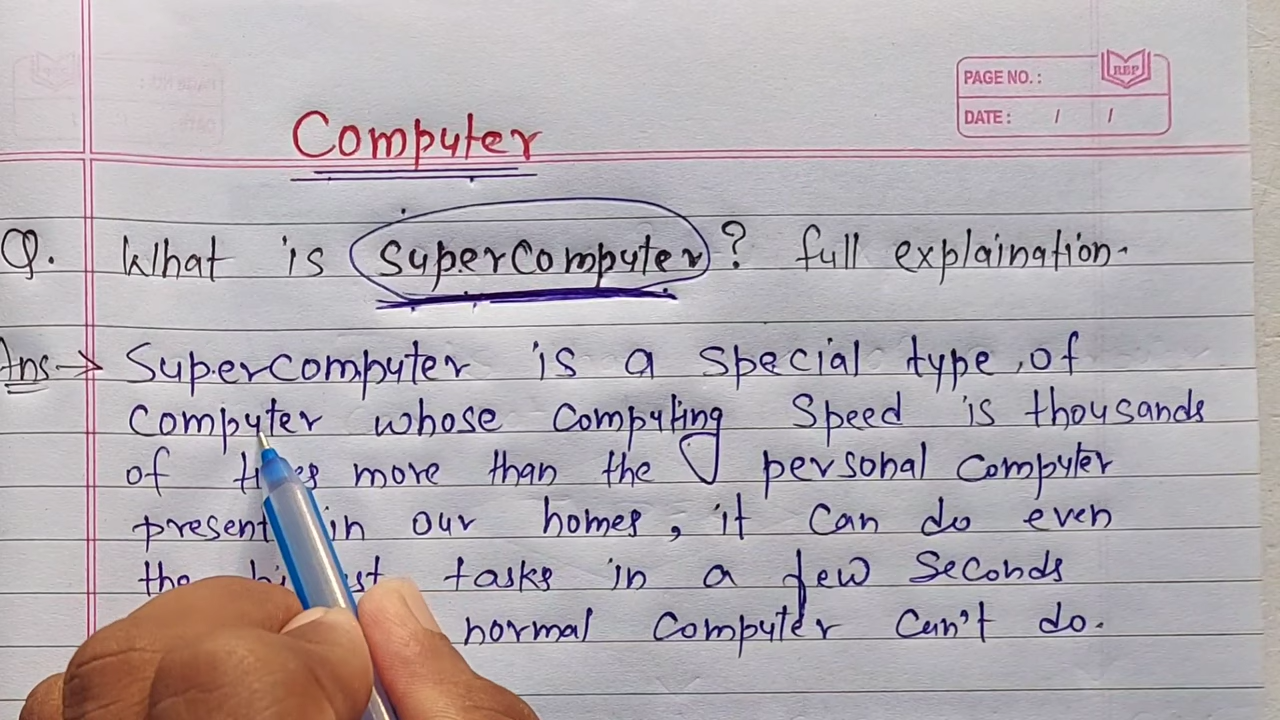 PAGE NO. :
REP
DATE : / /
Computer
Q. What is supercomputer? full explaination.
Ans → Supercomputer is a special type of
computer whose computing speed is thousands
of more than the personal computer
present in our homes, it can do even
the tasks in a few seconds
normal computer can't do.